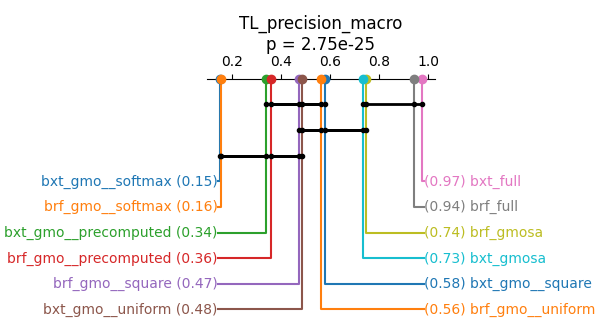 TL_precision_macro
p = 2.75e-25
0.2 0.4 0.6 0.8 1.0
bxt_gmo__softmax (0.15) (0.97) bxt_full
brf_gmo__softmax (0.16) (0.94) brf_full
bxt_gmo__precomputed (0.34) (0.74) brf_gmosa
brf_gmo__precomputed (0.36) (0.73) bxt_gmosa
brf_gmo__square (0.47) (0.58) bxt_gmo__square
bxt_gmo__uniform (0.48) (0.56) brf_gmo__uniform